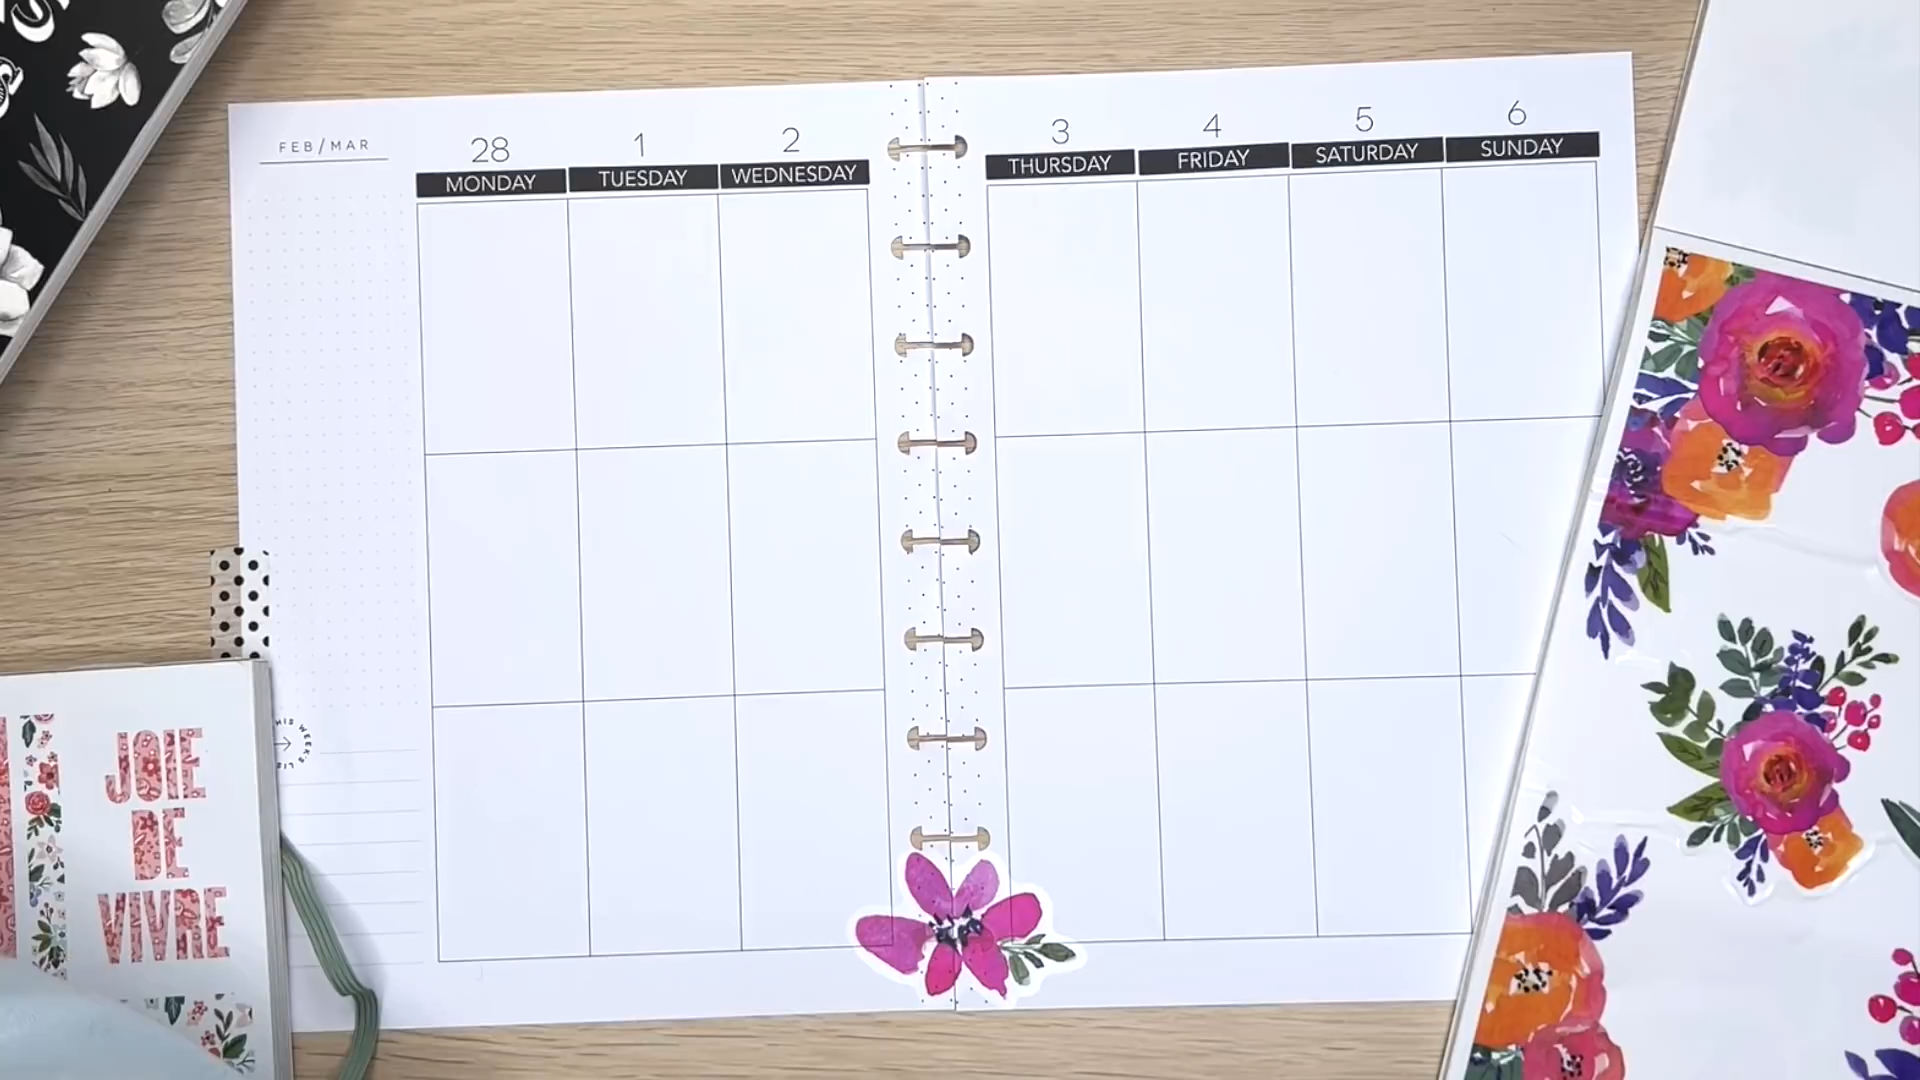 FEB/MAR
28 1 2 3 4 5 6
MONDAY TUESDAY WEDNESDAY THURSDAY FRIDAY SATURDAY SUNDAY
JOIE
DE
VIVRE